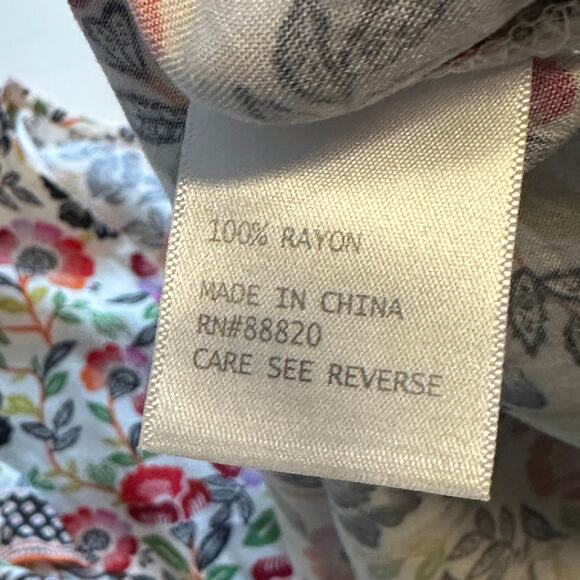 100% RAYON
MADE IN CHINA
RN#88820
CARE SEE REVERSE